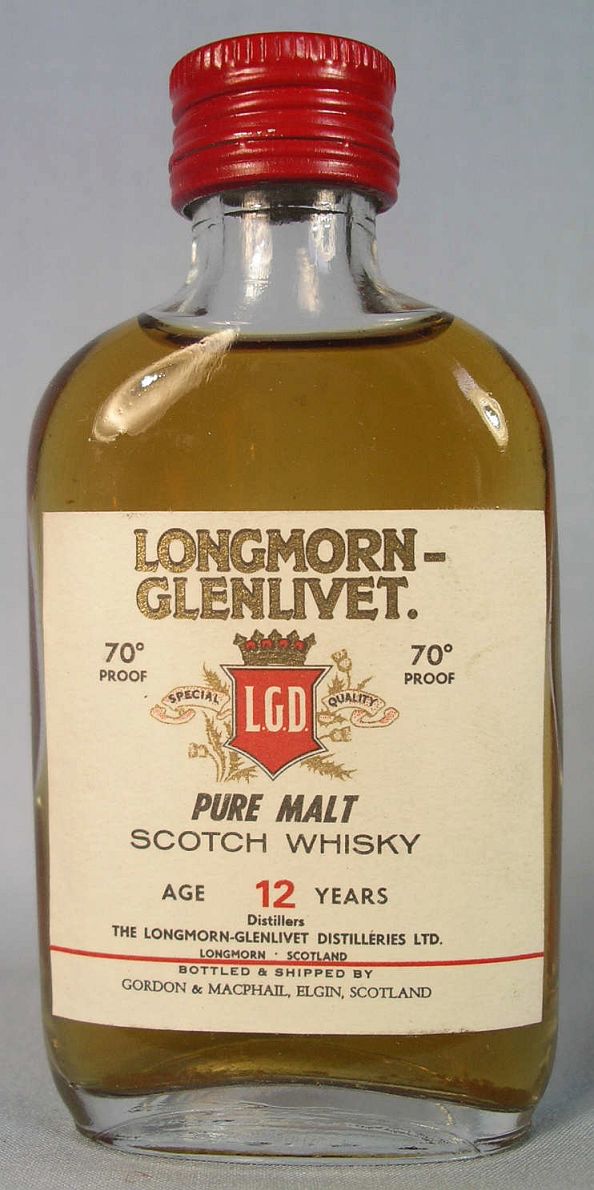 LONGMORN-
GLENLIVET.
70° PROOF
70° PROOF
SPECIAL
L.G.D.
QUALITY
PURE MALT
SCOTCH WHISKY
AGE 12 YEARS
Distillers
THE LONGMORN-GLENLIVET DISTILLERIES LTD.
LONGMORN · SCOTLAND
BOTTLED & SHIPPED BY
GORDON & MACPHAIL, ELGIN, SCOTLAND